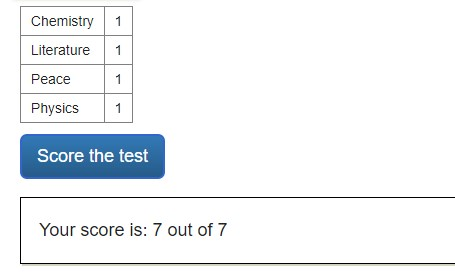 Chemistry 1
Literature 1
Peace 1
Physics 1
Score the test
Your score is: 7 out of 7